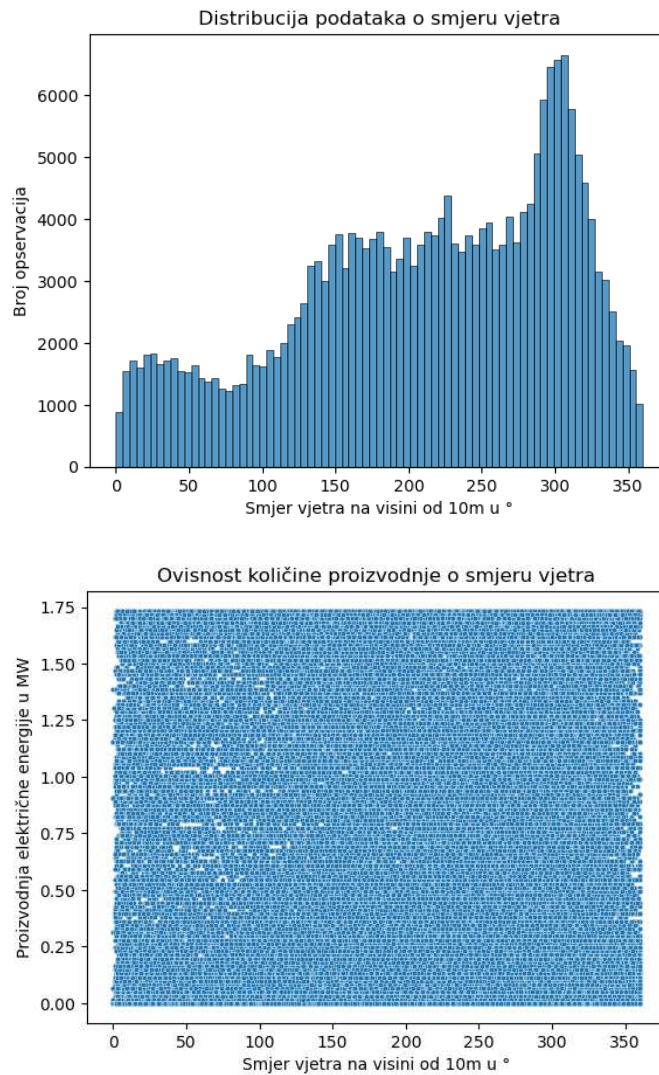 Distribucija podataka o smjeru vjetra
6000
5000
4000
3000
2000
1000
0
Broj opservacija
0 50 100 150 200 250 300 350
Smjer vjetra na visini od 10m u °
Ovisnost količine proizvodnje o smjeru vjetra
1.75
1.50
1.25
1.00
0.75
0.50
0.25
0.00
Proizvodnja električne energije u MW
0 50 100 150 200 250 300 350
Smjer vjetra na visini od 10m u °